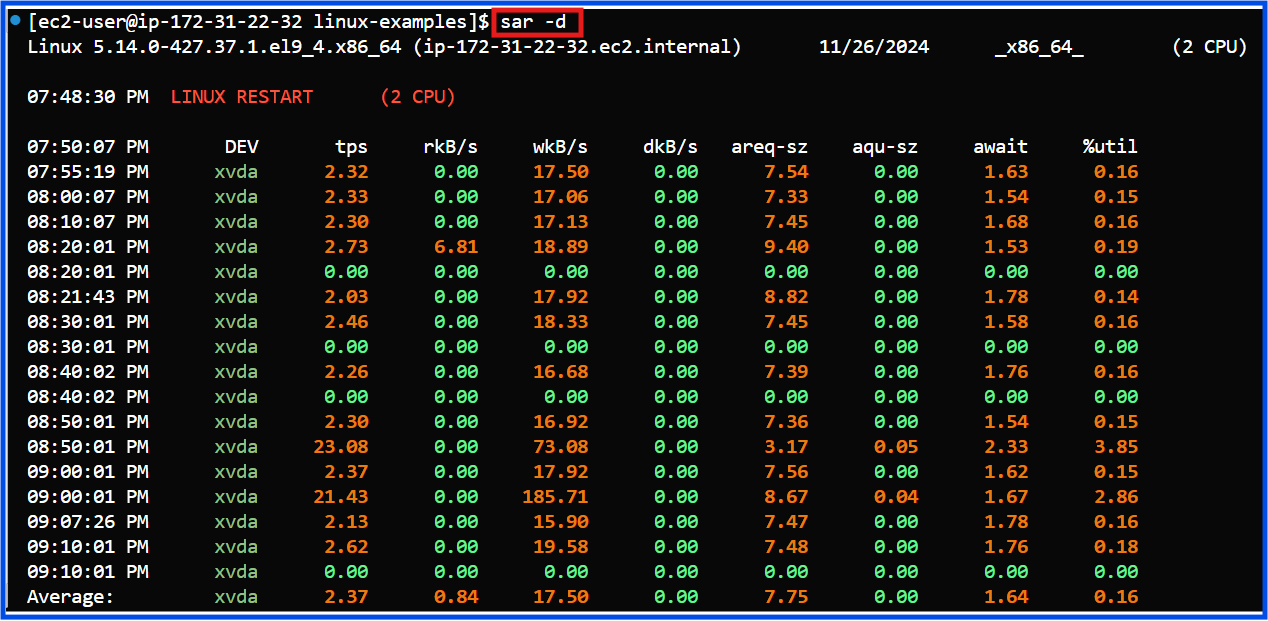 [ec2-user@ip-172-31-22-32 linux-examples]$ sar -d
Linux 5.14.0-427.37.1.el9_4.x86_64 (ip-172-31-22-32.ec2.internal) 11/26/2024 _x86_64_ (2 CPU)
07:48:30 PM LINUX RESTART (2 CPU)
07:50:07 PM DEV tps rkB/s wkB/s dkB/s areq-sz aqu-sz await %util
07:55:19 PM xvda 2.32 0.00 17.50 0.00 7.54 0.00 1.63 0.16
08:00:07 PM xvda 2.33 0.00 17.06 0.00 7.33 0.00 1.54 0.15
08:10:07 PM xvda 2.30 0.00 17.13 0.00 7.45 0.00 1.68 0.16
08:20:01 PM xvda 2.73 6.81 18.89 0.00 9.40 0.00 1.53 0.19
08:20:01 PM xvda 0.00 0.00 0.00 0.00 0.00 0.00 0.00 0.00
08:21:43 PM xvda 2.03 0.00 17.92 0.00 8.82 0.00 1.78 0.14
08:30:01 PM xvda 2.46 0.00 18.33 0.00 7.45 0.00 1.58 0.16
08:30:01 PM xvda 0.00 0.00 0.00 0.00 0.00 0.00 0.00 0.00
08:40:02 PM xvda 2.26 0.00 16.68 0.00 7.39 0.00 1.76 0.16
08:40:02 PM xvda 0.00 0.00 0.00 0.00 0.00 0.00 0.00 0.00
08:50:01 PM xvda 2.30 0.00 16.92 0.00 7.36 0.00 1.54 0.15
08:50:01 PM xvda 23.08 0.00 73.08 0.00 3.17 0.05 2.33 3.85
09:00:01 PM xvda 2.37 0.00 17.92 0.00 7.56 0.00 1.62 0.15
09:00:01 PM xvda 21.43 0.00 185.71 0.00 8.67 0.04 1.67 2.86
09:07:26 PM xvda 2.13 0.00 15.90 0.00 7.47 0.00 1.78 0.16
09:10:01 PM xvda 2.62 0.00 19.58 0.00 7.48 0.00 1.76 0.18
09:10:01 PM xvda 0.00 0.00 0.00 0.00 0.00 0.00 0.00 0.00
Average: xvda 2.37 0.84 17.50 0.00 7.75 0.00 1.64 0.16